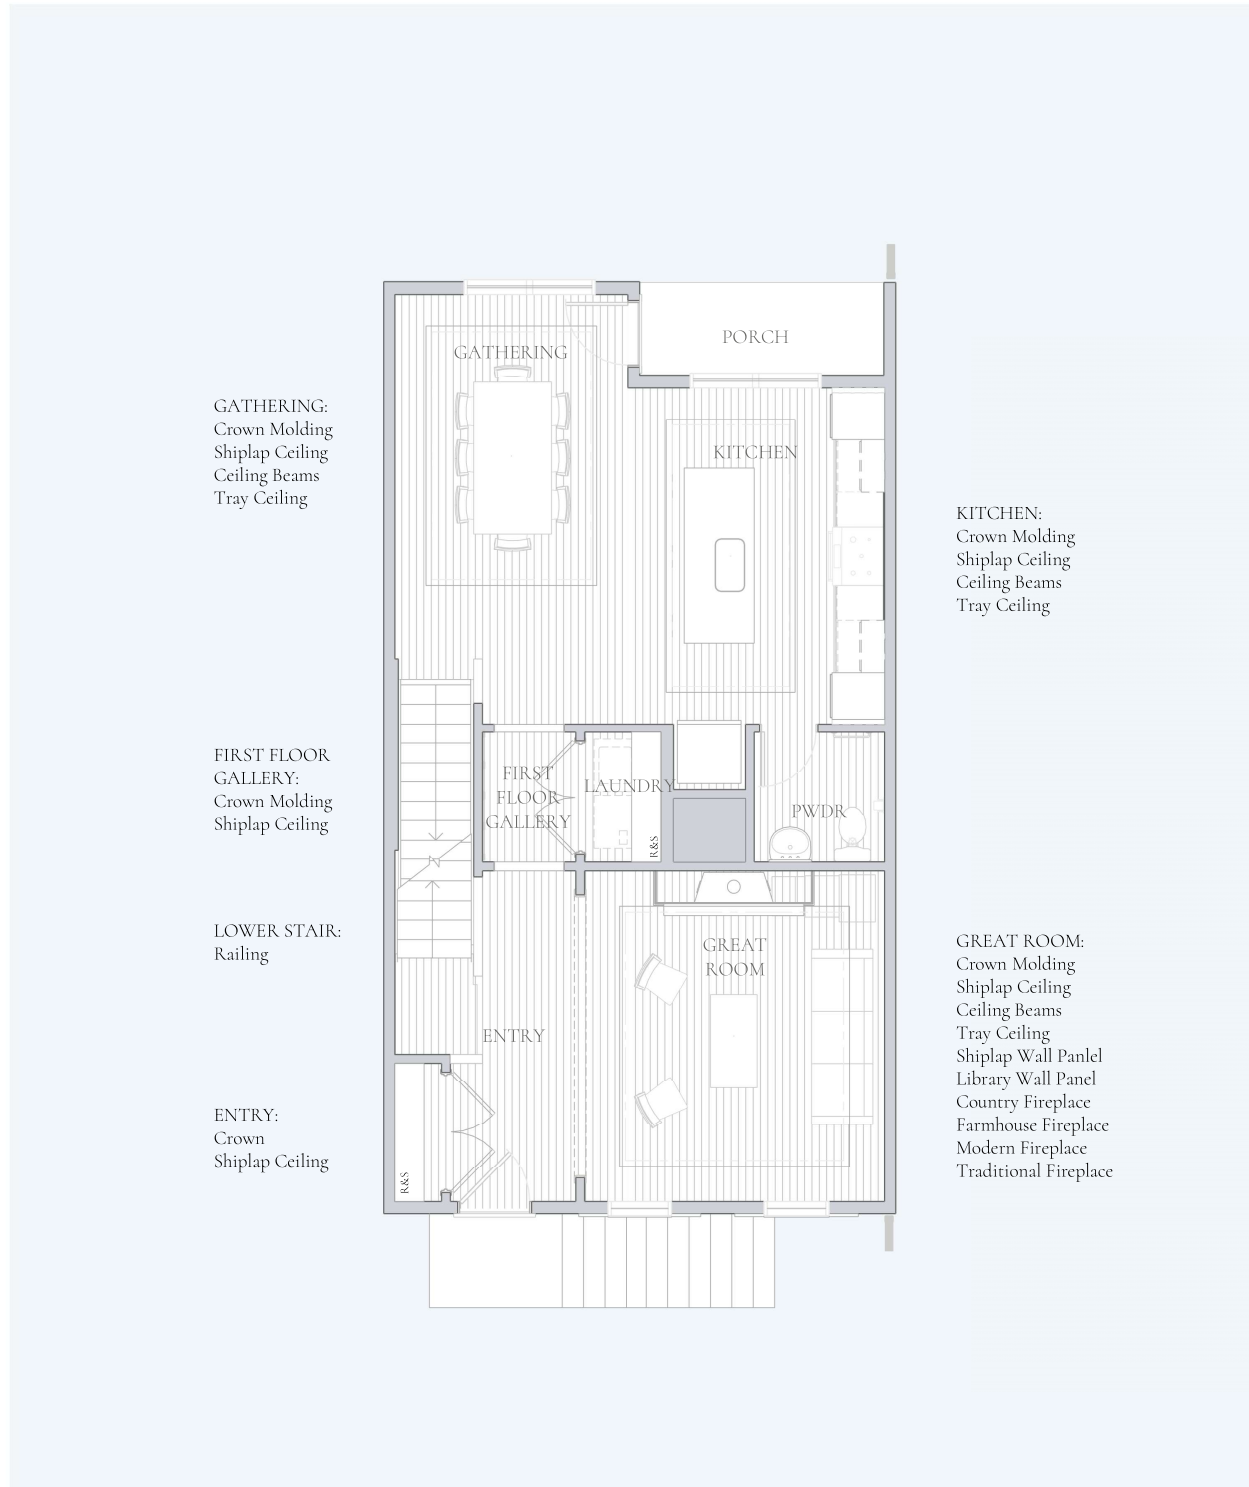 PORCH
GATHERING
GATHERING:
Crown Molding
Shiplap Ceiling
Ceiling Beams
Tray Ceiling
KITCHEN
KITCHEN:
Crown Molding
Shiplap Ceiling
Ceiling Beams
Tray Ceiling
FIRST FLOOR
GALLERY:
Crown Molding
Shiplap Ceiling
FIRST
FLOOR
GALLERY
LAUNDRY
R&S
PWDR
LOWER STAIR:
Railing
GREAT
ROOM
GREAT ROOM:
Crown Molding
Shiplap Ceiling
Ceiling Beams
Tray Ceiling
Shiplap Wall Panlel
Library Wall Panel
Country Fireplace
Farmhouse Fireplace
Modern Fireplace
Traditional Fireplace
ENTRY
ENTRY:
Crown
Shiplap Ceiling
R&S